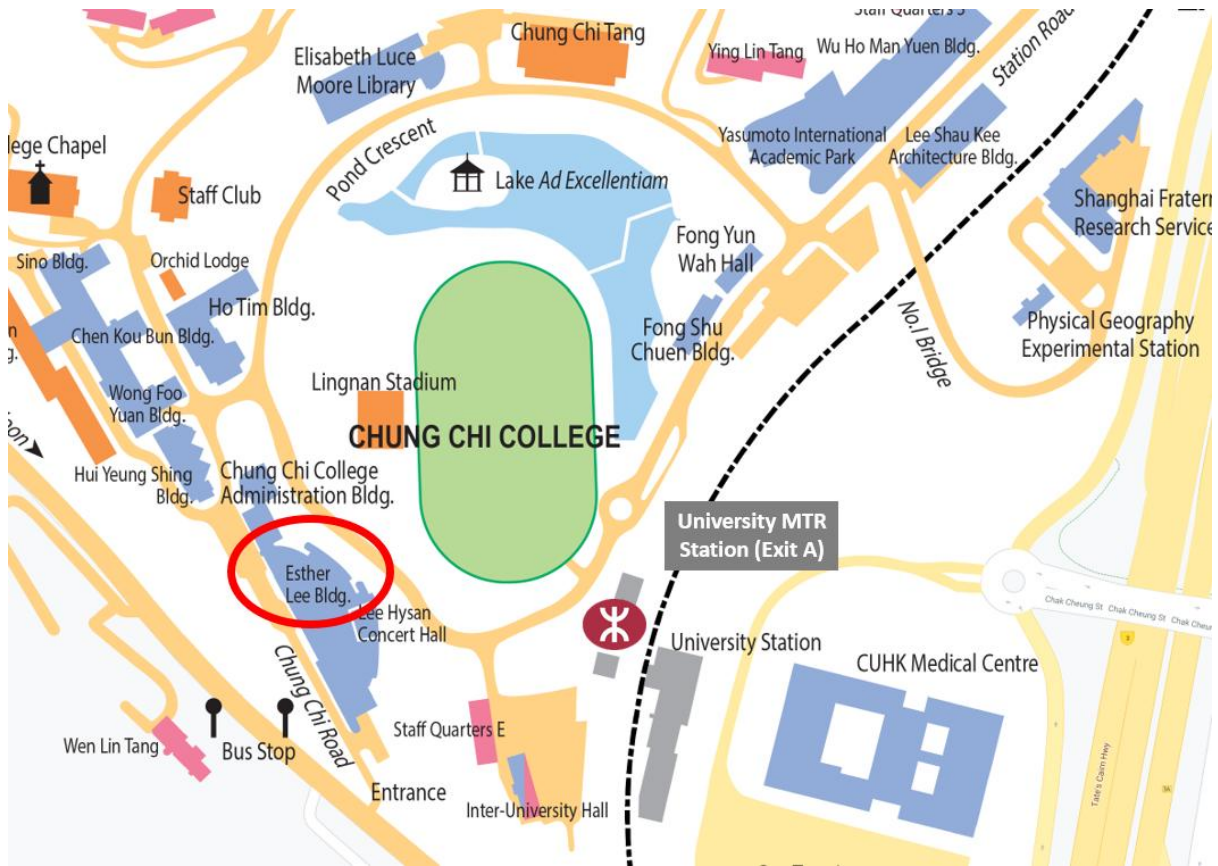 Staff Quarters 5
Chung Chi Tang
Ying Lin Tang
Wu Ho Man Yuen Bldg.
Station Road
Elisabeth Luce
Moore Library
Pond Crescent
Yasumoto International
Academic Park
Lee Shau Kee
Architecture Bldg.
lege Chapel
Staff Club
Lake Ad Excellentiam
Shanghai Fratern
Research Service
Fong Yun
Wah Hall
Sino Bldg.
Orchid Lodge
Ho Tim Bldg.
Chen Kou Bun Bldg.
Fong Shu
Chuen Bldg.
No.1 Bridge
Physical Geography
Experimental Station
Wong Foo
Yuan Bldg.
Lingnan Stadium
CHUNG CHI COLLEGE
Hui Yeung Shing
Bldg.
Chung Chi College
Administration Bldg.
University MTR
Station (Exit A)
Esther
Lee Bldg.
Lee Hysan
Concert Hall
Chak Cheung St
Chak Cheung St
Chak Cheun
University Station
CUHK Medical Centre
Chung Chi Road
Wen Lin Tang
Bus Stop
Staff Quarters E
Entrance
Inter-University Hall
Tate's Cairn Hwy